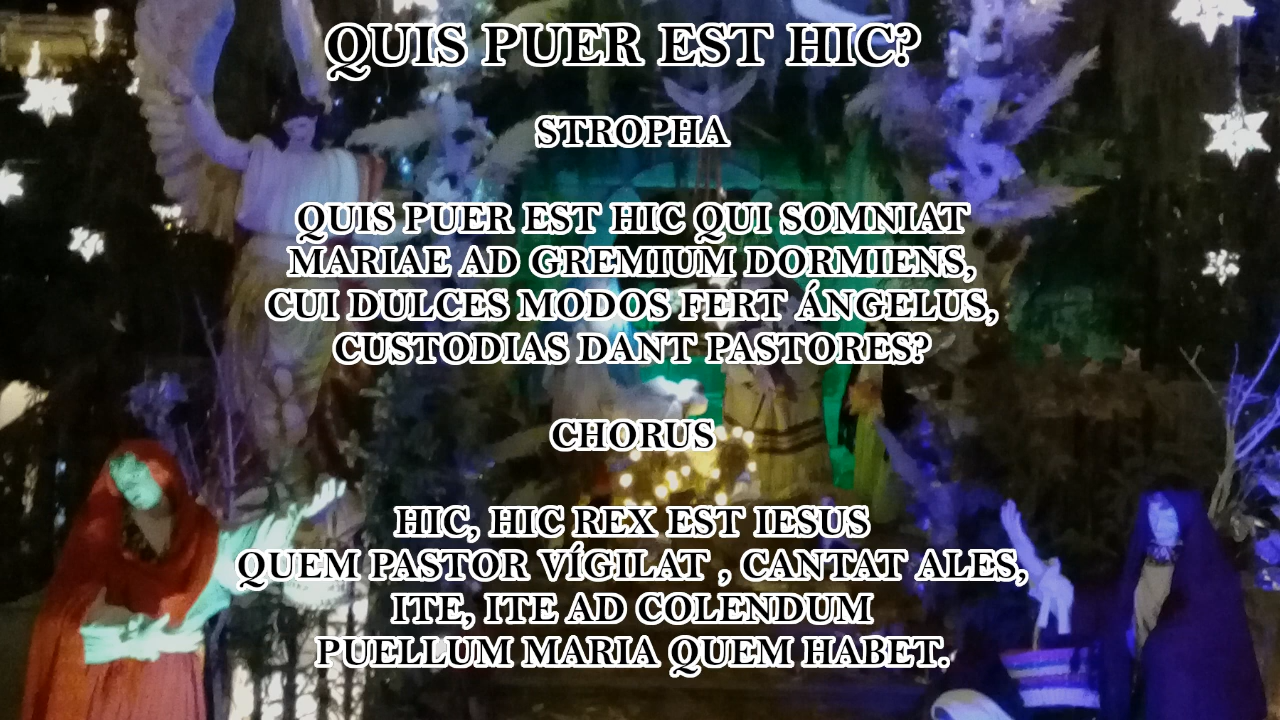 QUIS PUER EST HIC?
STROPHA
QUIS PUER EST HIC QUI SOMNIAT
MARIAE AD GREMIUM DORMIENS,
CUI DULCES MODOS FERT ÁNGELUS,
CUSTODIAS DANT PASTORES?
CHORUS
HIC, HIC REX EST IESUS
QUEM PASTOR VÍGILAT , CANTAT ALES,
ITE, ITE AD COLENDUM
PUELLUM MARIA QUEM HABET.